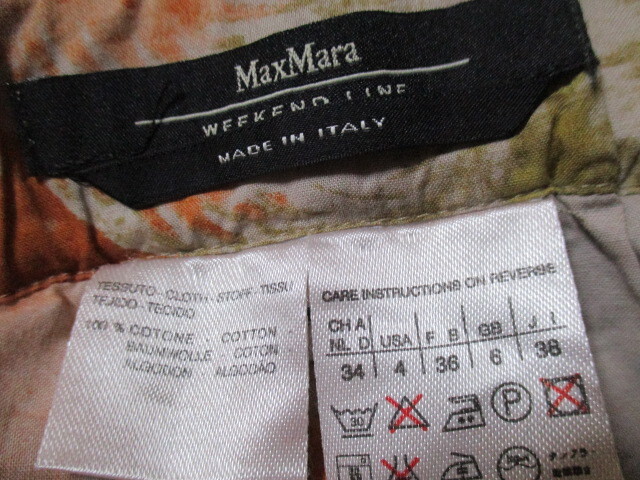 MaxMara
WEEKEND LINE
MADE IN ITALY
TESSUTO - CLOTH - STOFF - TISSU
TEJIDO - TECIDO
100 % COTONE - COTTON
BAUMWOLLE - COTON
ALGODON - ALGODÃO
CARE INSTRUCTIONS ON REVERSE
CH A USA F B GB J I
NL D
34 4 36 6 38
30
P